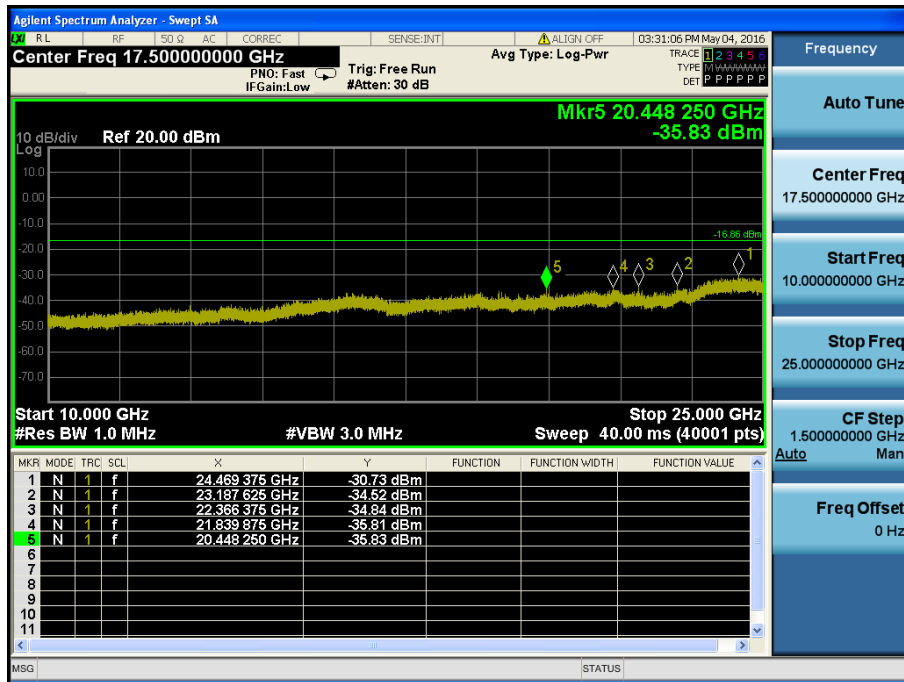 Agilent Spectrum Analyzer - Swept SA
LXI RL RF 50 Ω AC CORREC SENSE:INT ALIGN OFF 03:31:06 PM May 04, 2016
Center Freq 17.500000000 GHz
PNO: Fast
IFGain:Low
Trig: Free Run
#Atten: 30 dB
Avg Type: Log-Pwr
TRACE 1 2 3 4 5 6
TYPE M WWWWW
DET P P P P P P
Mkr5 20.448 250 GHz
-35.83 dBm
10 dB/div Ref 20.00 dBm
Log
10.0
0.00
-10.0
-20.0
-30.0
-40.0
-50.0
-60.0
-70.0
-16.86 dBm
5 4 3 2 1
Start 10.000 GHz Stop 25.000 GHz
#Res BW 1.0 MHz #VBW 3.0 MHz Sweep 40.00 ms (40001 pts)
MKR MODE TRC SCL X Y FUNCTION FUNCTION WIDTH FUNCTION VALUE
1 N 1 f 24.469 375 GHz -30.73 dBm
2 N 1 f 23.187 625 GHz -34.52 dBm
3 N 1 f 22.366 375 GHz -34.84 dBm
4 N 1 f 21.839 875 GHz -35.81 dBm
5 N 1 f 20.448 250 GHz -35.83 dBm
6
7
8
9
10
11
MSG STATUS
Frequency
Auto Tune
Center Freq
17.500000000 GHz
Start Freq
10.000000000 GHz
Stop Freq
25.000000000 GHz
CF Step
1.500000000 GHz
Auto Man
Freq Offset
0 Hz